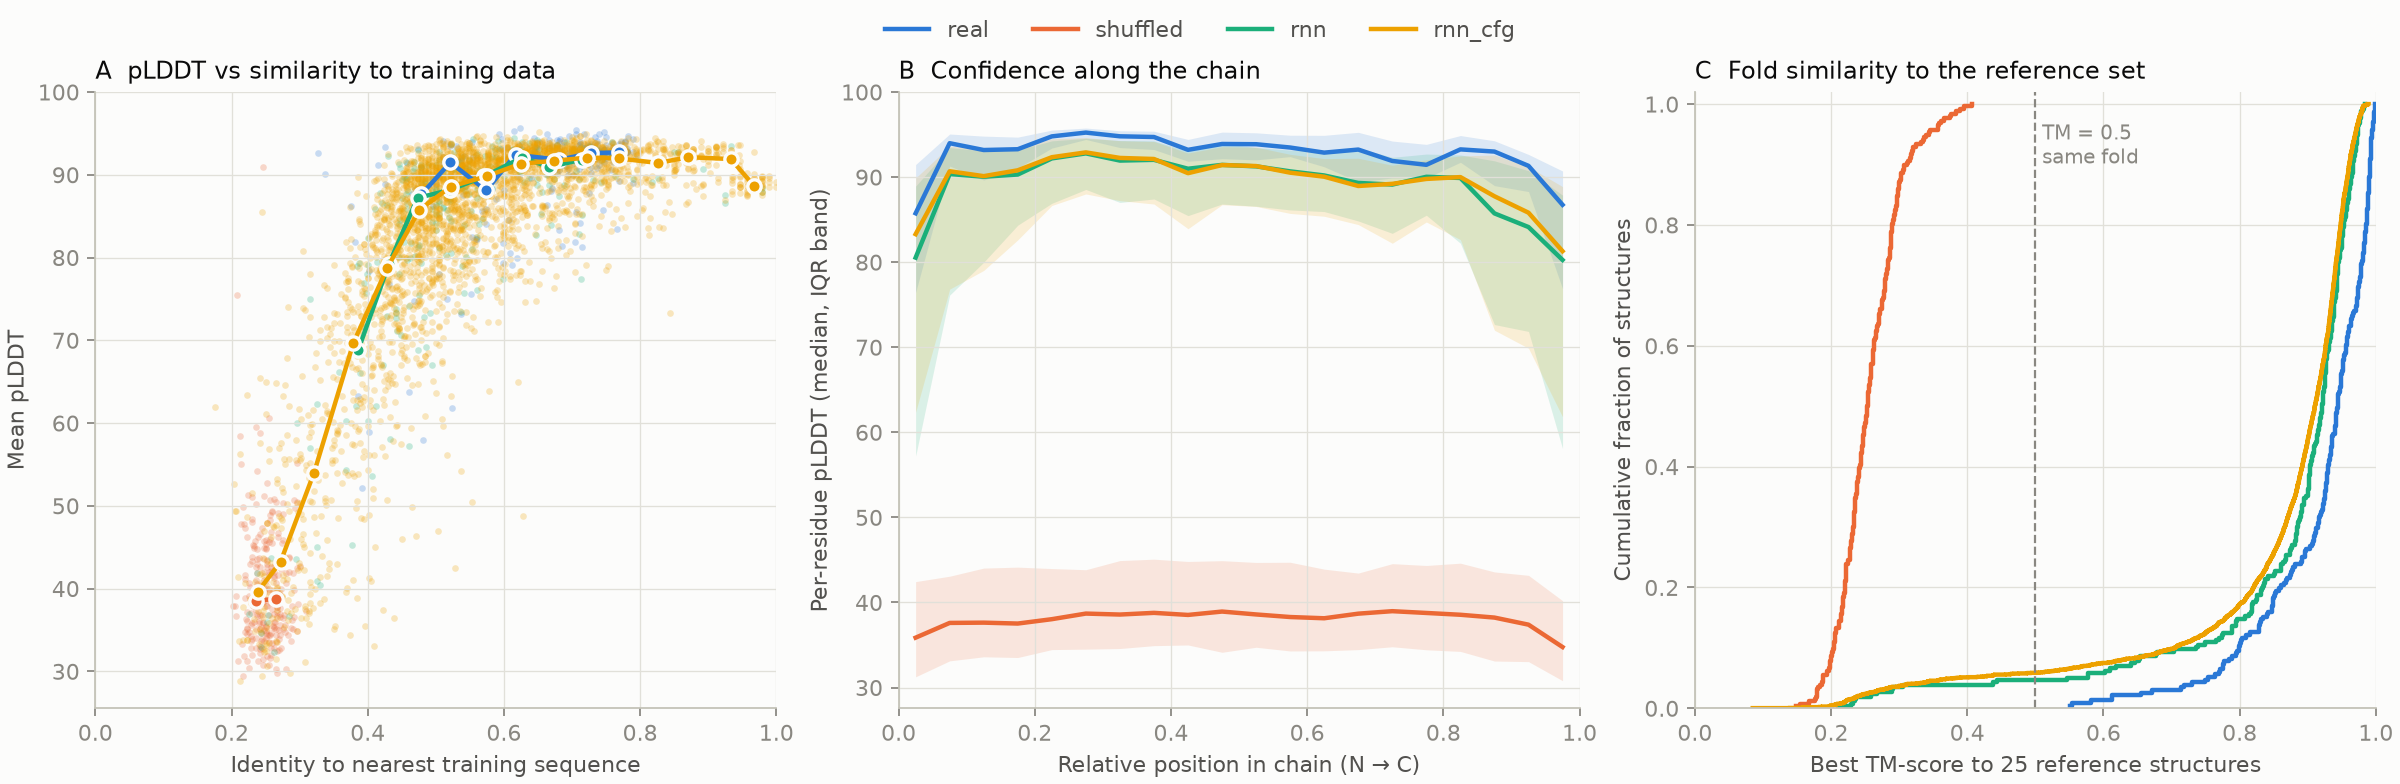 real shuffled rnn rnn_cfg
A pLDDT vs similarity to training data
100
90
80
70
60
50
40
30
Mean pLDDT
0.0 0.2 0.4 0.6 0.8 1.0
Identity to nearest training sequence
B Confidence along the chain
100
90
80
70
60
50
40
30
Per-residue pLDDT (median, IQR band)
0.0 0.2 0.4 0.6 0.8 1.0
Relative position in chain (N → C)
C Fold similarity to the reference set
1.0
0.8
0.6
0.4
0.2
0.0
Cumulative fraction of structures
TM = 0.5
same fold
0.0 0.2 0.4 0.6 0.8 1.0
Best TM-score to 25 reference structures